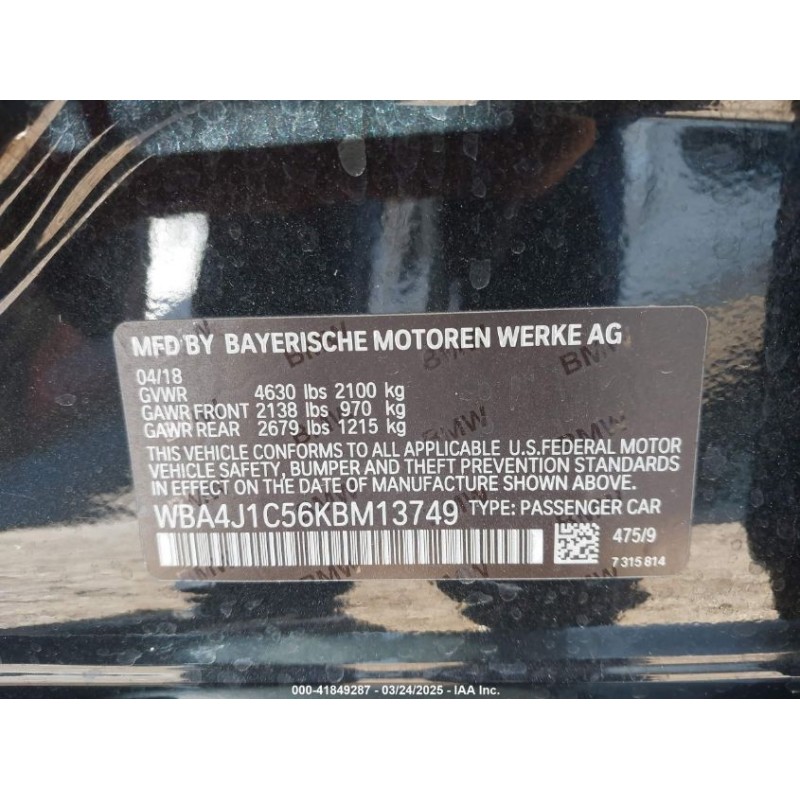 MFD BY BAYERISCHE MOTOREN WERKE AG
04/18
GVWR 4630 lbs 2100 kg
GAWR FRONT 2138 lbs 970 kg
GAWR REAR 2679 lbs 1215 kg
THIS VEHICLE CONFORMS TO ALL APPLICABLE U.S.FEDERAL MOTOR
VEHICLE SAFETY, BUMPER AND THEFT PREVENTION STANDARDS
IN EFFECT ON THE DATE OF MANUFACTURE SHOWN ABOVE.
WBA4J1C56KBM13749 TYPE: PASSENGER CAR
475/9
7 315 814
000-41849287 - 03/24/2025 - IAA Inc.